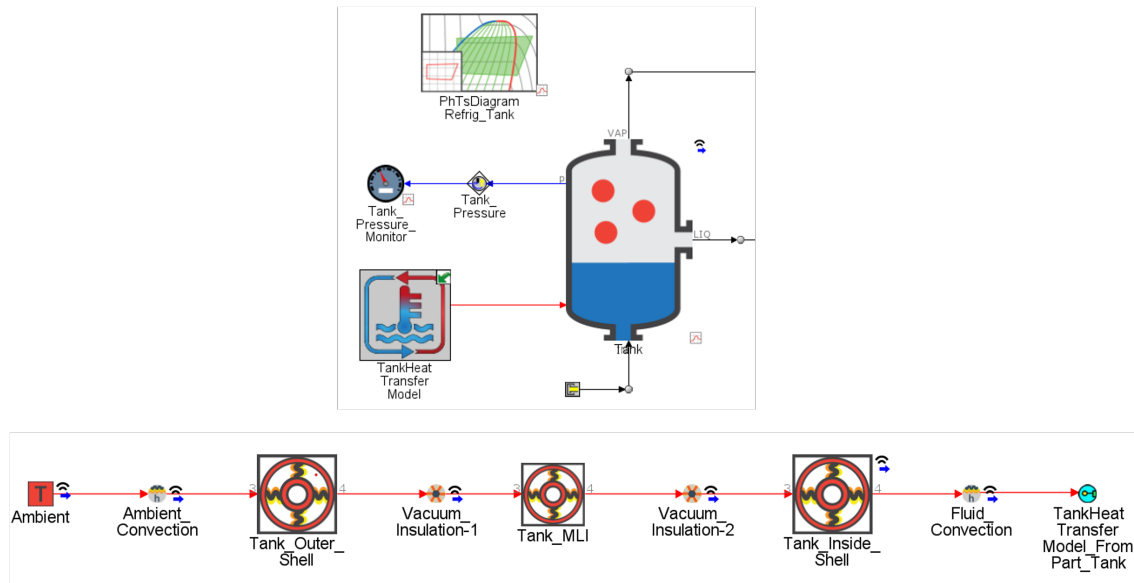 PhTsDiagram
Refrig_Tank
VAP
p
Tank_
Pressure_
Monitor
Tank_
Pressure
LIQ
TankHeat
Transfer
Model
Tank
T
Ambient
h
Ambient_
Convection
3
4
Tank_Outer_
Shell
Vacuum_
Insulation-1
3
4
Tank_MLI
Vacuum_
Insulation-2
3
4
Tank_Inside_
Shell
h
Fluid_
Convection
TankHeat
Transfer
Model_From
Part_Tank